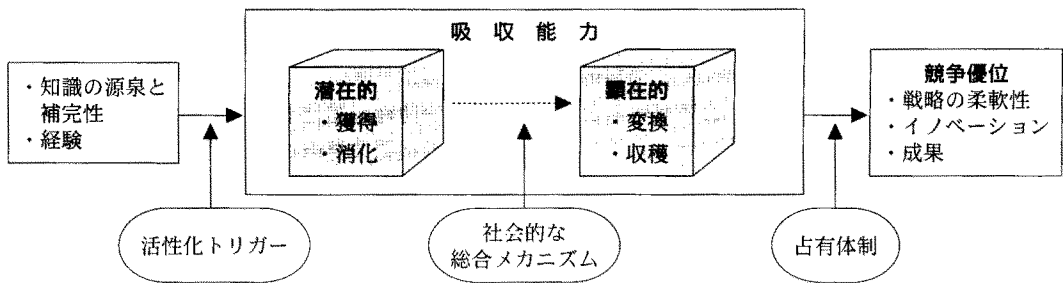 吸収能力
・知識の源泉と
補完性
・経験
潜在的
・獲得
・消化
顕在的
・変換
・収穫
競争優位
・戦略の柔軟性
・イノベーション
・成果
活性化トリガー
社会的な
総合メカニズム
占有体制